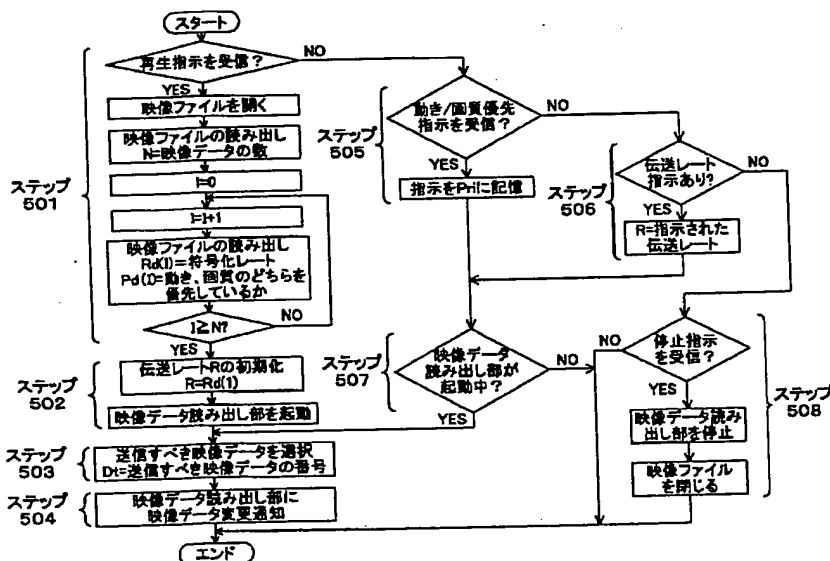 スタート
再生指示を受信？
NO
YES
映像ファイルを開く
映像ファイルの読み出し
N=映像データの数
I=0
I=I+1
映像ファイルの読み出し
Rd(I)=符号化レート
Pd(I)=動き、画質のどちらを
優先しているか
I≧N?
NO
YES
ステップ
501
伝送レートRの初期化
R=Rd(1)
映像データ読み出し部を起動
ステップ
502
送信すべき映像データを選択
Dt=送信すべき映像データの番号
ステップ
503
映像データ読み出し部に
映像データ変更通知
ステップ
504
エンド
動き/画質優先
指示を受信？
NO
YES
指示をPriに記憶
ステップ
505
伝送レート
指示あり?
NO
YES
R=指示された
伝送レート
ステップ
506
映像データ
読み出し部が
起動中？
NO
YES
ステップ
507
停止指示
を受信？
NO
YES
映像データ読み
出し部を停止
映像ファイル
を閉じる
ステップ
508